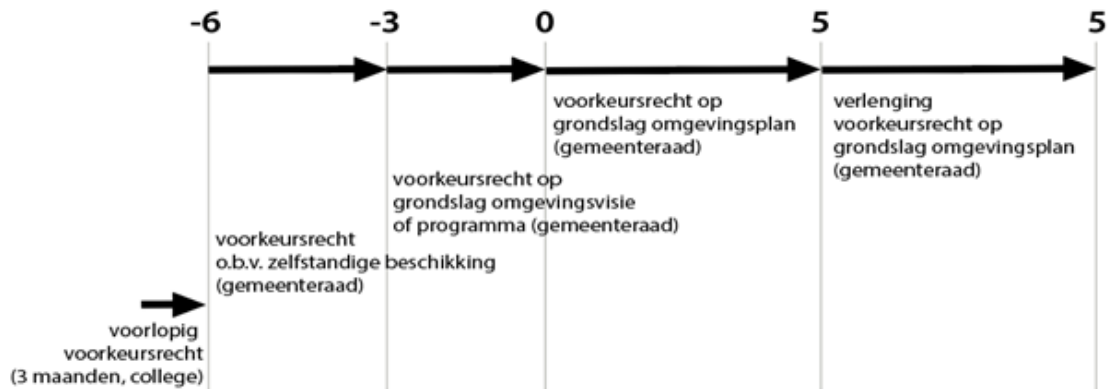 -6 -3 0 5 5
voorkeursrecht op
grondslag omgevingsplan
(gemeenteraad)
verlenging
voorkeursrecht op
grondslag omgevingsplan
(gemeenteraad)
voorkeursrecht op
grondslag omgevingsvisie
of programma (gemeenteraad)
voorkeursrecht
o.b.v. zelfstandige beschikking
(gemeenteraad)
voorlopig
voorkeursrecht
(3 maanden, college)